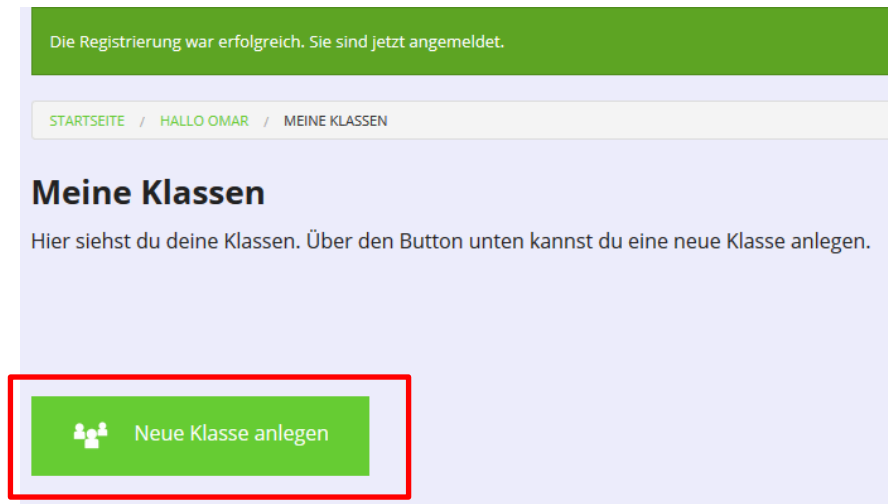 Die Registrierung war erfolgreich. Sie sind jetzt angemeldet.
STARTSEITE / HALLO OMAR / MEINE KLASSEN
Meine Klassen
Hier siehst du deine Klassen. Über den Button unten kannst du eine neue Klasse anlegen.
Neue Klasse anlegen